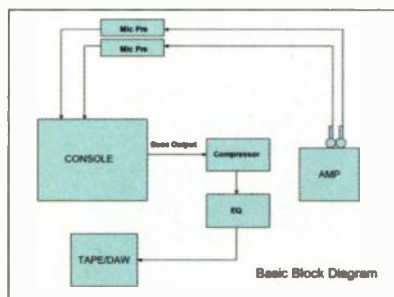 Mic Pre
Mic Pre
CONSOLE
Buss Output
Compressor
AMP
EQ
TAPE/DAW
Basic Block Diagram